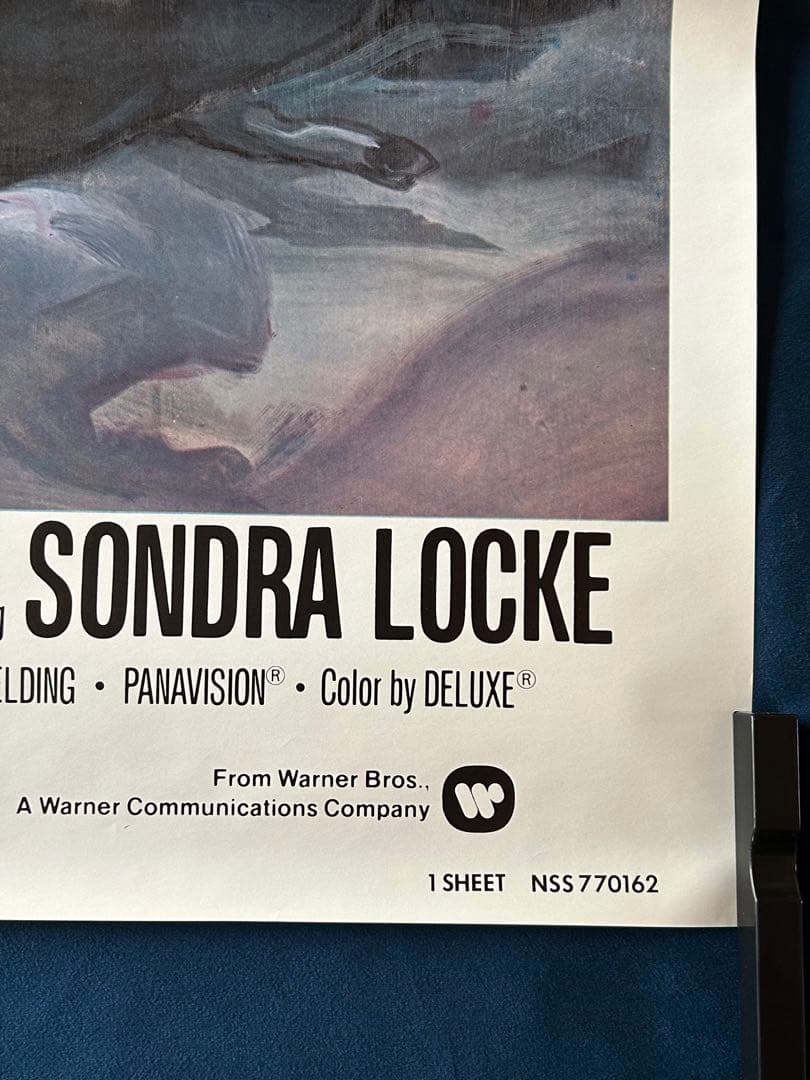 , SONDRA LOCKE
ELDING • PANAVISION® • Color by DELUXE®
From Warner Bros.,
A Warner Communications Company
1 SHEET NSS 770162